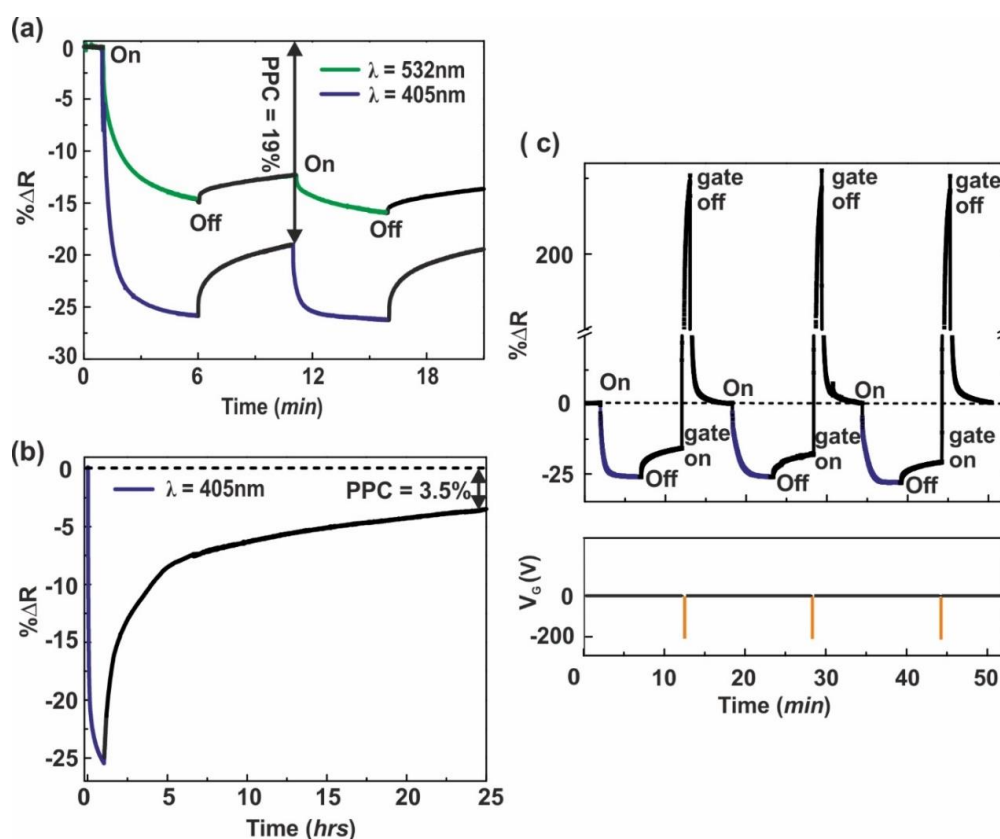 (a)
0
-5
-10
-15
-20
-25
-30
%ΔR
On
λ = 532nm
λ = 405nm
PPC = 19%
On
Off
Off
0
6
12
18
Time (min)
(b)
0
-5
-10
-15
-20
-25
%ΔR
λ = 405nm
PPC = 3.5%
0
5
10
15
20
25
Time (hrs)
( c)
200
0
-25
%ΔR
gate
off
gate
off
gate
off
On
On
On
gate
on
gate
on
gate
on
Off
Off
Off
V_G (V)
0
-200
0
10
20
30
40
50
Time (min)